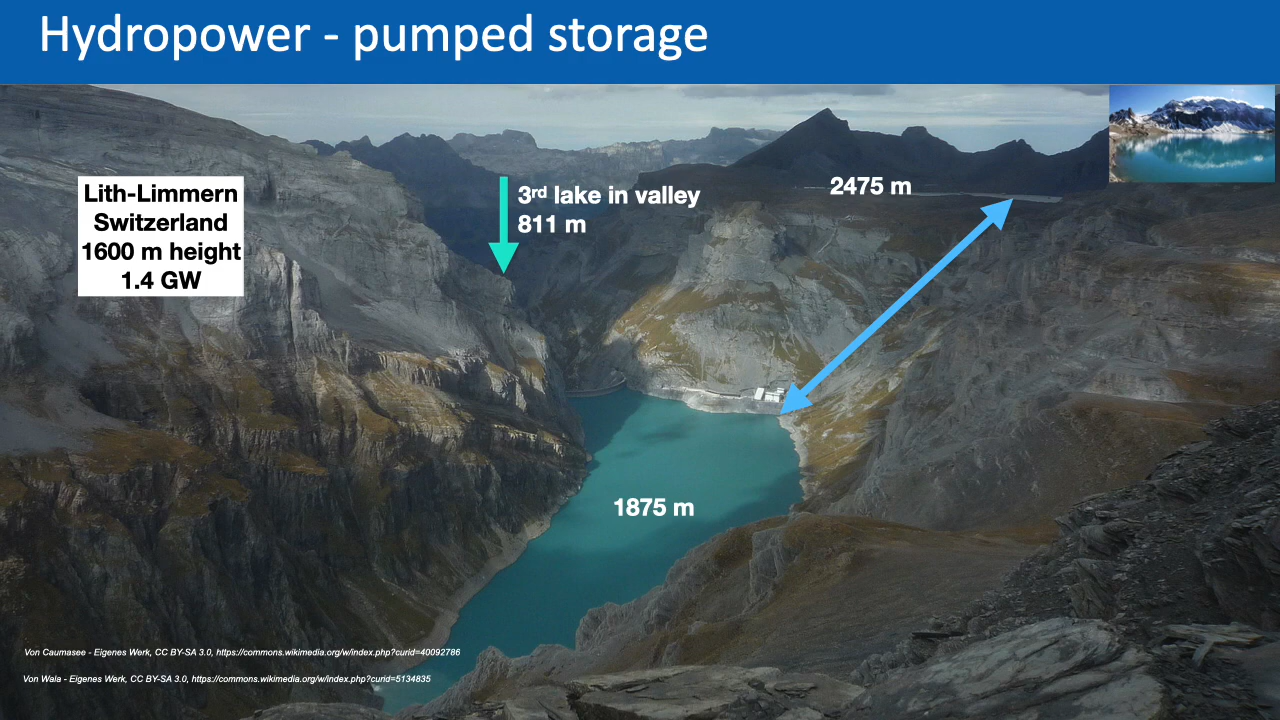 Hydropower - pumped storage
Lith-Limmern
Switzerland
1600 m height
1.4 GW
3rd lake in valley
811 m
2475 m
1875 m
Von Caumasee - Eigenes Werk, CC BY-SA 3.0, https://commons.wikimedia.org/w/index.php?curid=40092786
Von Wala - Eigenes Werk, CC BY-SA 3.0, https://commons.wikimedia.org/w/index.php?curid=5134835